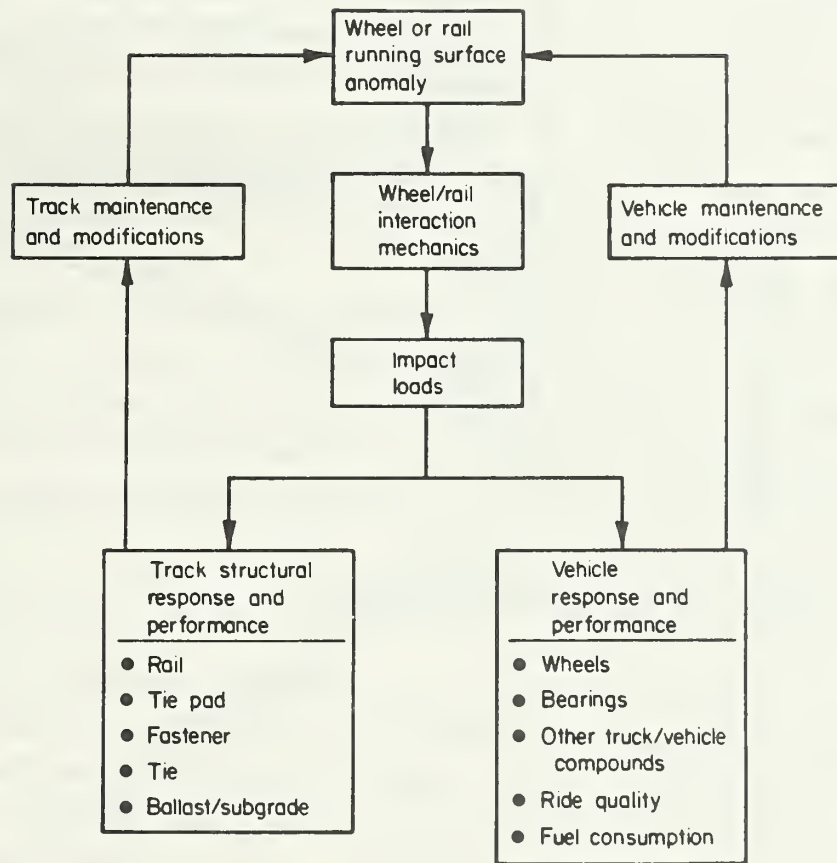 Wheel or rail
running surface
anomaly
Track maintenance
and modifications
Wheel/rail
interaction
mechanics
Vehicle maintenance
and modifications
Impact
loads
Track structural
response and
performance
● Rail
● Tie pad
● Fastener
● Tie
● Ballast/subgrade
Vehicle
response and
performance
● Wheels
● Bearings
● Other truck/vehicle
compounds
● Ride quality
● Fuel consumption